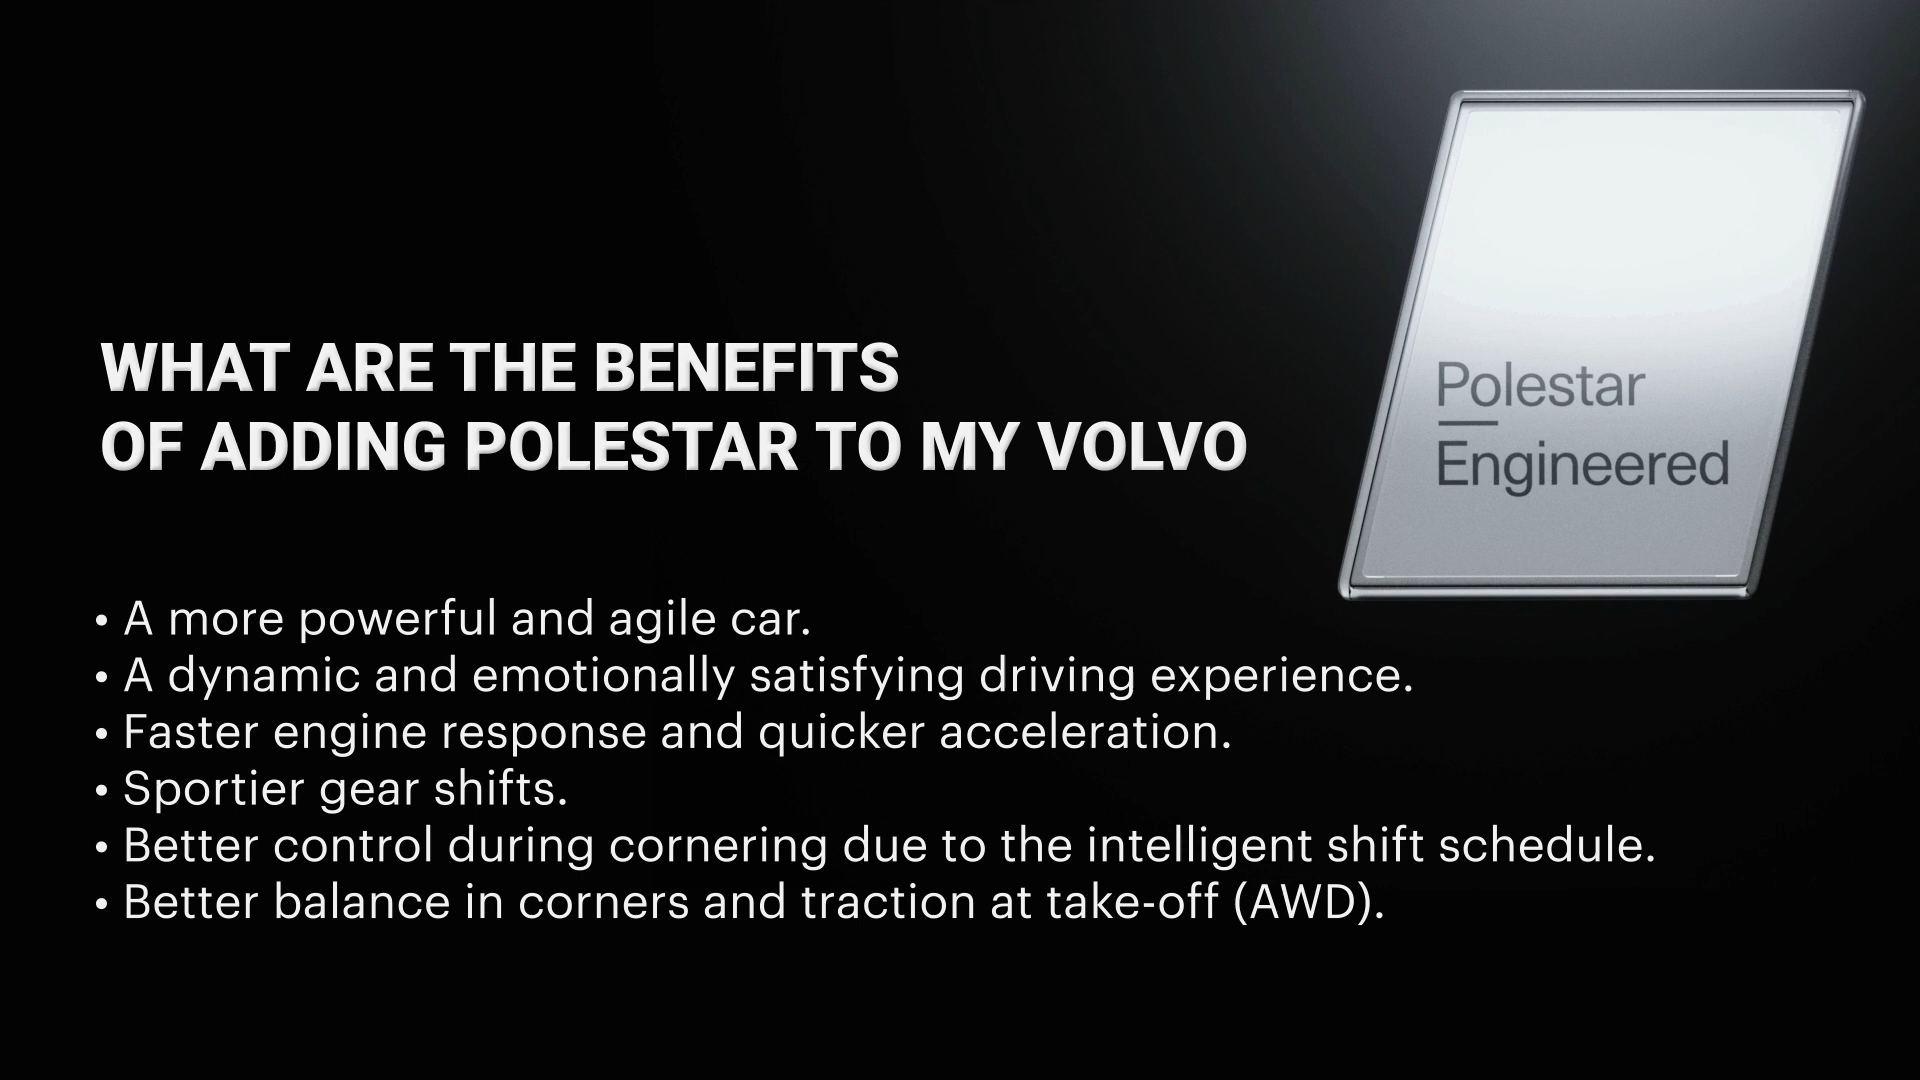 WHAT ARE THE BENEFITS
OF ADDING POLESTAR TO MY VOLVO
Polestar
Engineered
• A more powerful and agile car.
• A dynamic and emotionally satisfying driving experience.
• Faster engine response and quicker acceleration.
• Sportier gear shifts.
• Better control during cornering due to the intelligent shift schedule.
• Better balance in corners and traction at take-off (AWD).